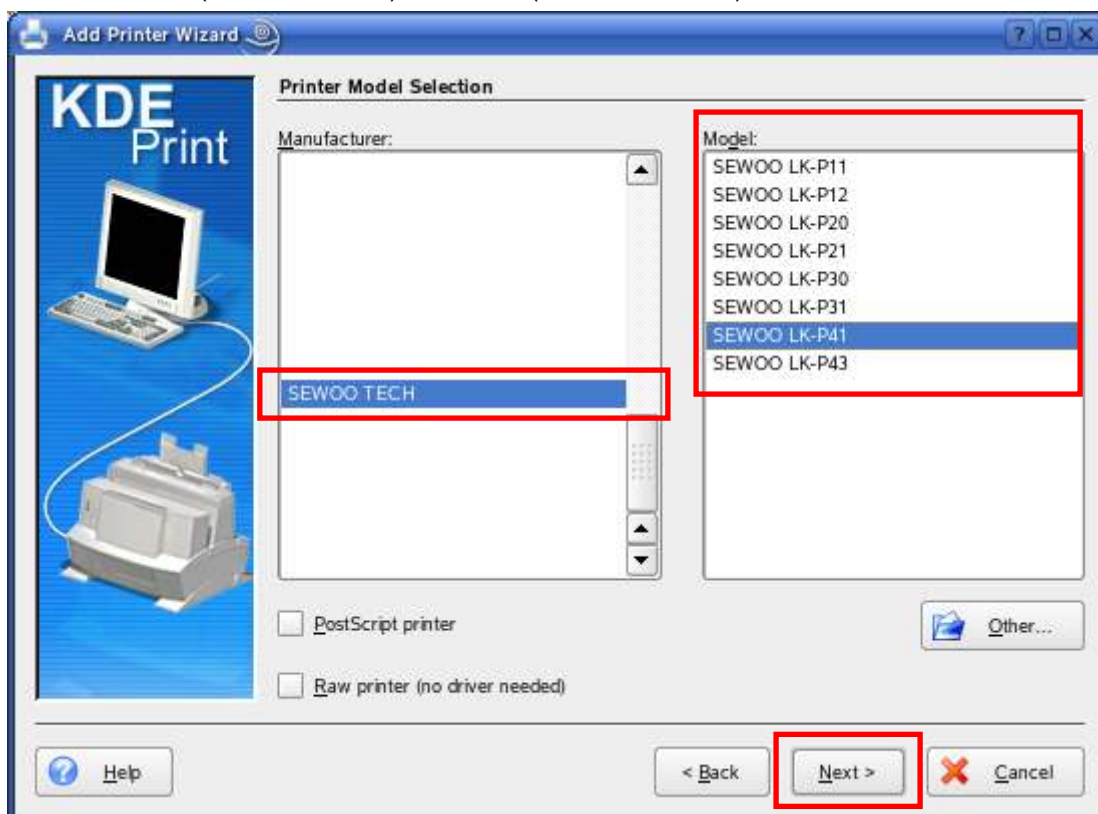 Add Printer Wizard
KDE
Print
Printer Model Selection
Manufacturer:
SEWOO TECH
Model:
SEWOO LK-P11
SEWOO LK-P12
SEWOO LK-P20
SEWOO LK-P21
SEWOO LK-P30
SEWOO LK-P31
SEWOO LK-P41
SEWOO LK-P43
PostScript printer
Other...
Raw printer (no driver needed)
Help
< Back
Next >
Cancel